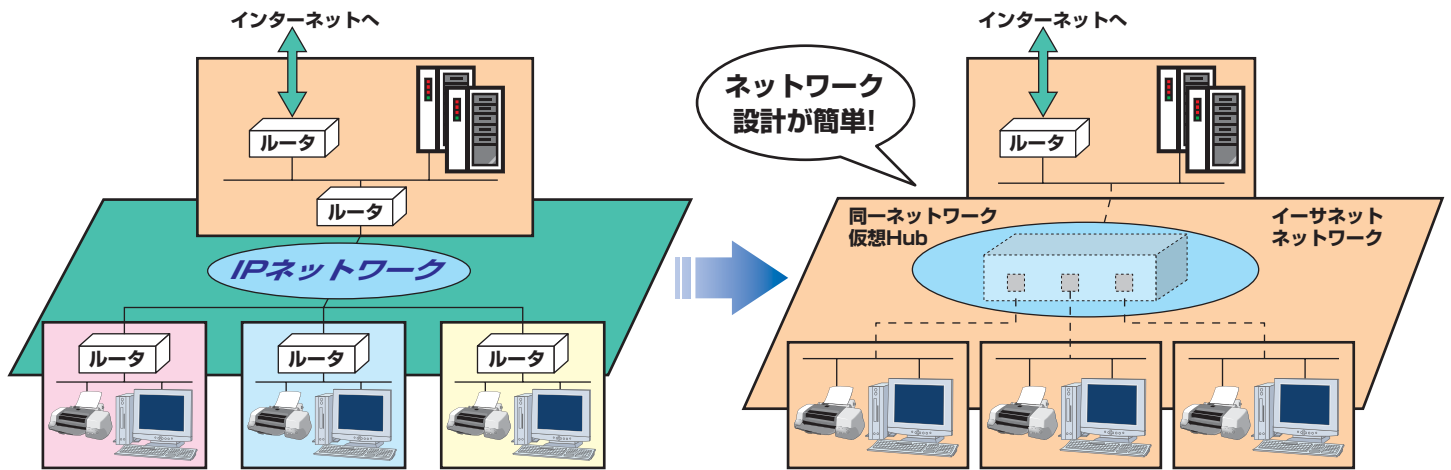 インターネットへ
ルータ
ルータ
IPネットワーク
ルータ
ルータ
ルータ
ネットワーク
設計が簡単!
インターネットへ
ルータ
同一ネットワーク
仮想Hub
イーサネット
ネットワーク